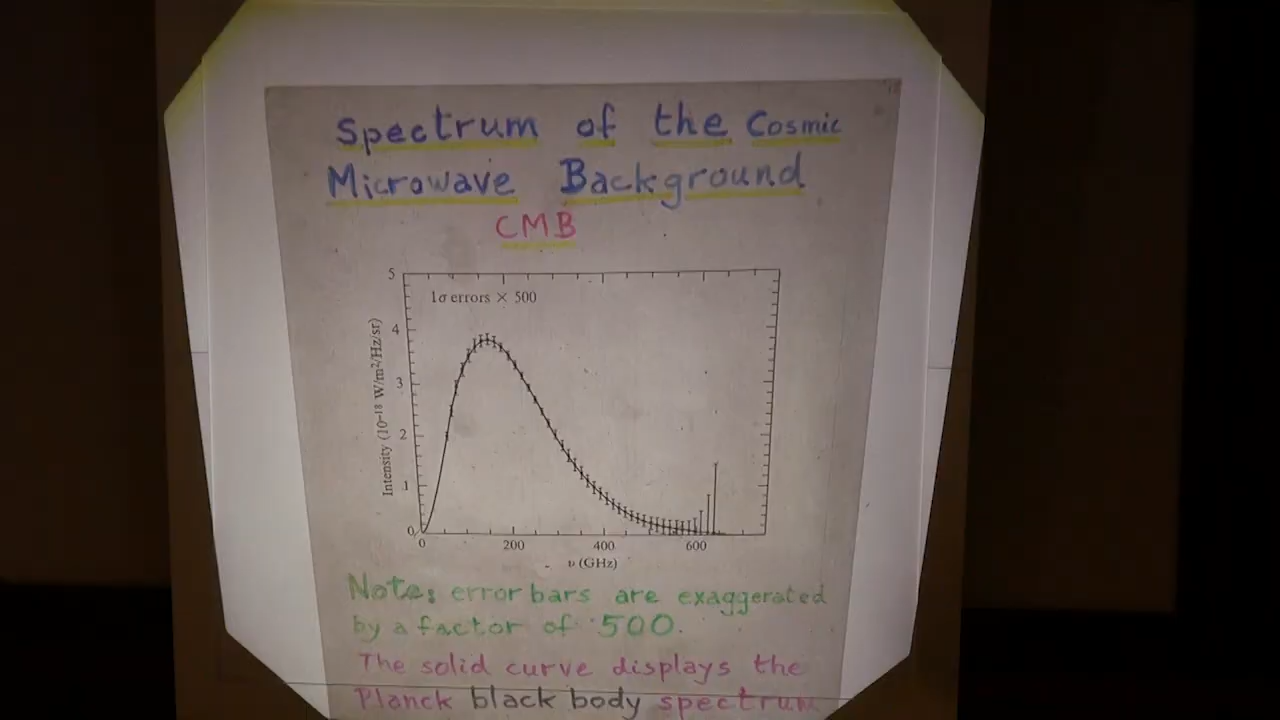 Spectrum of the Cosmic
Microwave Background
CMB
1σ errors × 500
Intensity (10⁻¹⁸ W/m²/Hz/sr)
5
4
3
2
1
0
0 200 400 600
ν (GHz)
Note: error bars are exaggerated
by a factor of 500.
The solid curve displays the
Planck black body spectrum